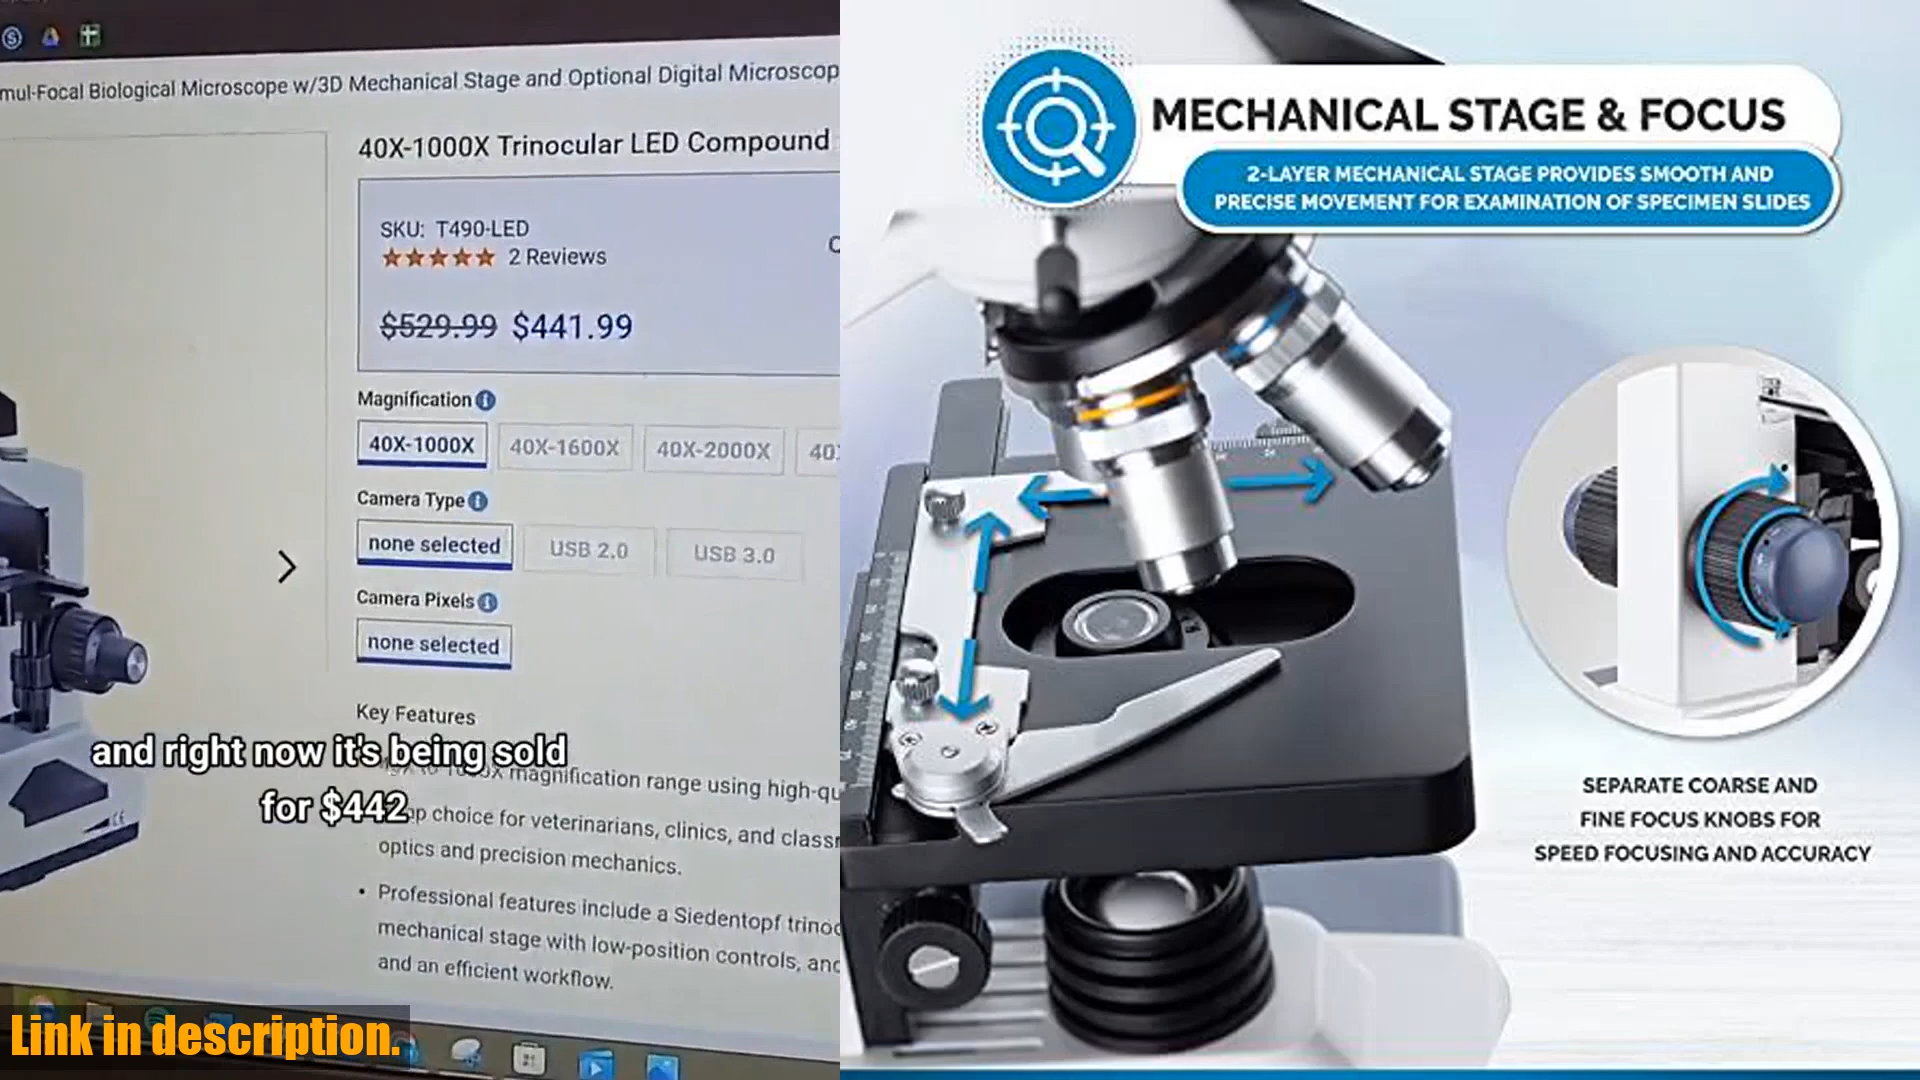 mul-Focal Biological Microscope w/3D Mechanical Stage and Optional Digital Microscop
40X-1000X Trinocular LED Compound
SKU: T490-LED
2 Reviews
$529.99 $441.99
Magnification
40X-1000X 40X-1600X 40X-2000X 40
Camera Type
none selected USB 2.0 USB 3.0
Camera Pixels
none selected
Key Features
magnification range using high-qu
choice for veterinarians, clinics, and classr
optics and precision mechanics.
• Professional features include a Siedentopf trinoc
mechanical stage with low-position controls, and
and an efficient workflow.
and right now it's being sold
for $442
Link in description.
MECHANICAL STAGE & FOCUS
2-LAYER MECHANICAL STAGE PROVIDES SMOOTH AND
PRECISE MOVEMENT FOR EXAMINATION OF SPECIMEN SLIDES
SEPARATE COARSE AND
FINE FOCUS KNOBS FOR
SPEED FOCUSING AND ACCURACY